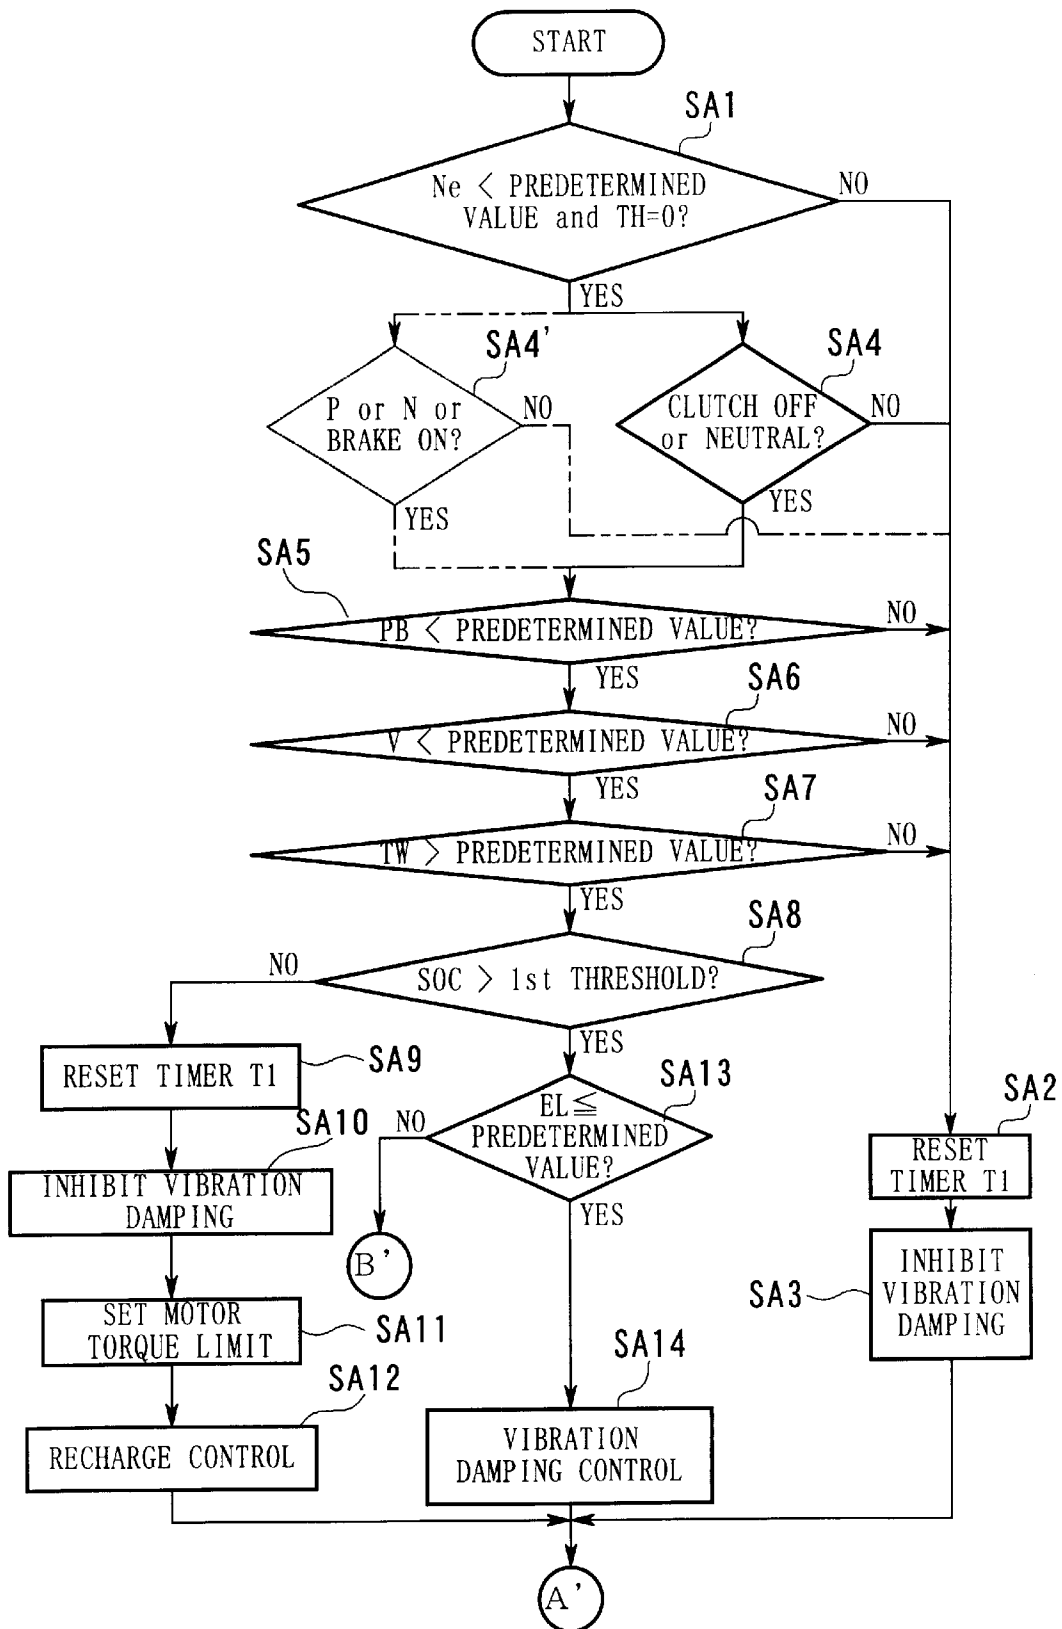 START
SA1
Ne < PREDETERMINED
VALUE and TH=0?
NO
YES
SA4'
SA4
P or N or
BRAKE ON?
NO
CLUTCH OFF
or NEUTRAL?
NO
YES
YES
SA5
PB < PREDETERMINED VALUE?
NO
YES
SA6
V < PREDETERMINED VALUE?
NO
YES
SA7
TW > PREDETERMINED VALUE?
NO
YES
SA8
SOC > 1st THRESHOLD?
NO
YES
RESET TIMER T1
SA9
EL≦
PREDETERMINED
VALUE?
SA13
NO
YES
SA2
RESET
TIMER T1
SA10
INHIBIT VIBRATION
DAMPING
B'
SA3
INHIBIT
VIBRATION
DAMPING
SET MOTOR
TORQUE LIMIT
SA11
SA14
SA12
RECHARGE CONTROL
VIBRATION
DAMPING CONTROL
A'